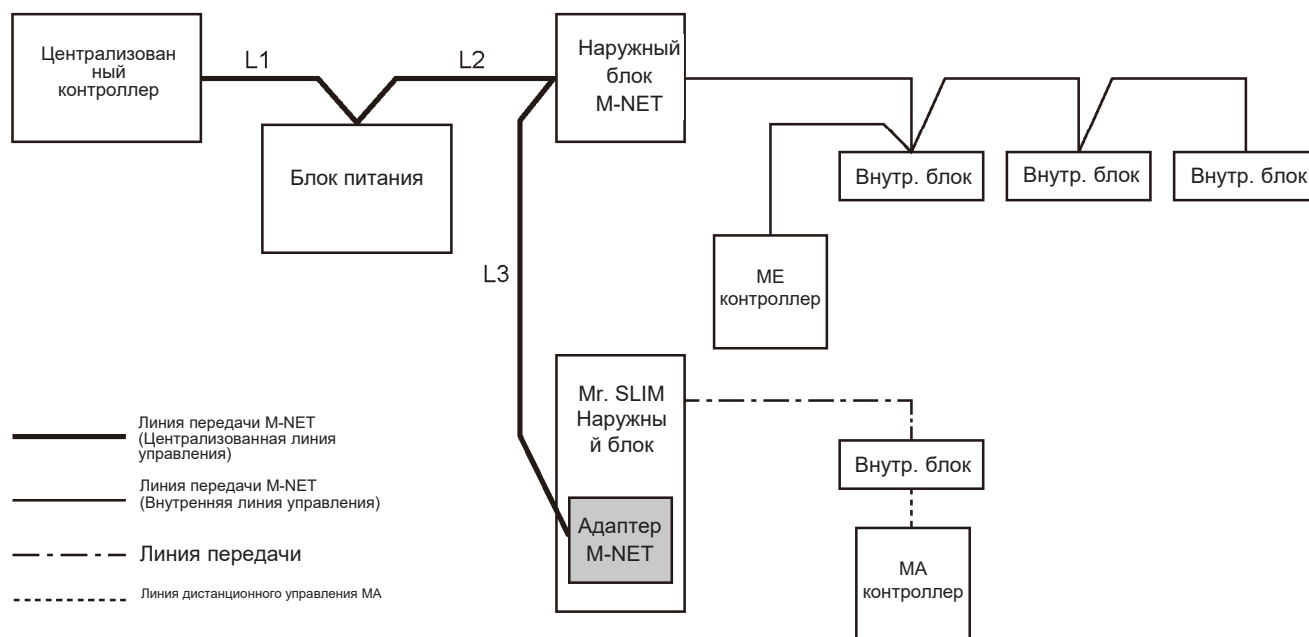 Централизован
ный
контроллер
L1
L2
Наружный
блок
M-NET
Блок питания
Внутр. блок
Внутр. блок
Внутр. блок
ME
контроллер
L3
Mr. SLIM
Наружны
й блок
Адаптер
M-NET
Внутр. блок
MA
контроллер
Линия передачи M-NET
(Централизованная линия
управления)
Линия передачи M-NET
(Внутренняя линия управления)
Линия передачи
Линия дистанционного управления MA